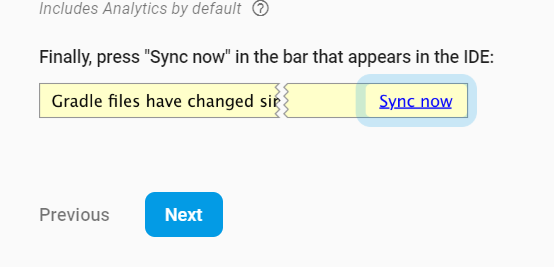 Includes Analytics by default ?
Finally, press "Sync now" in the bar that appears in the IDE:
Gradle files have changed Sync now
Previous Next